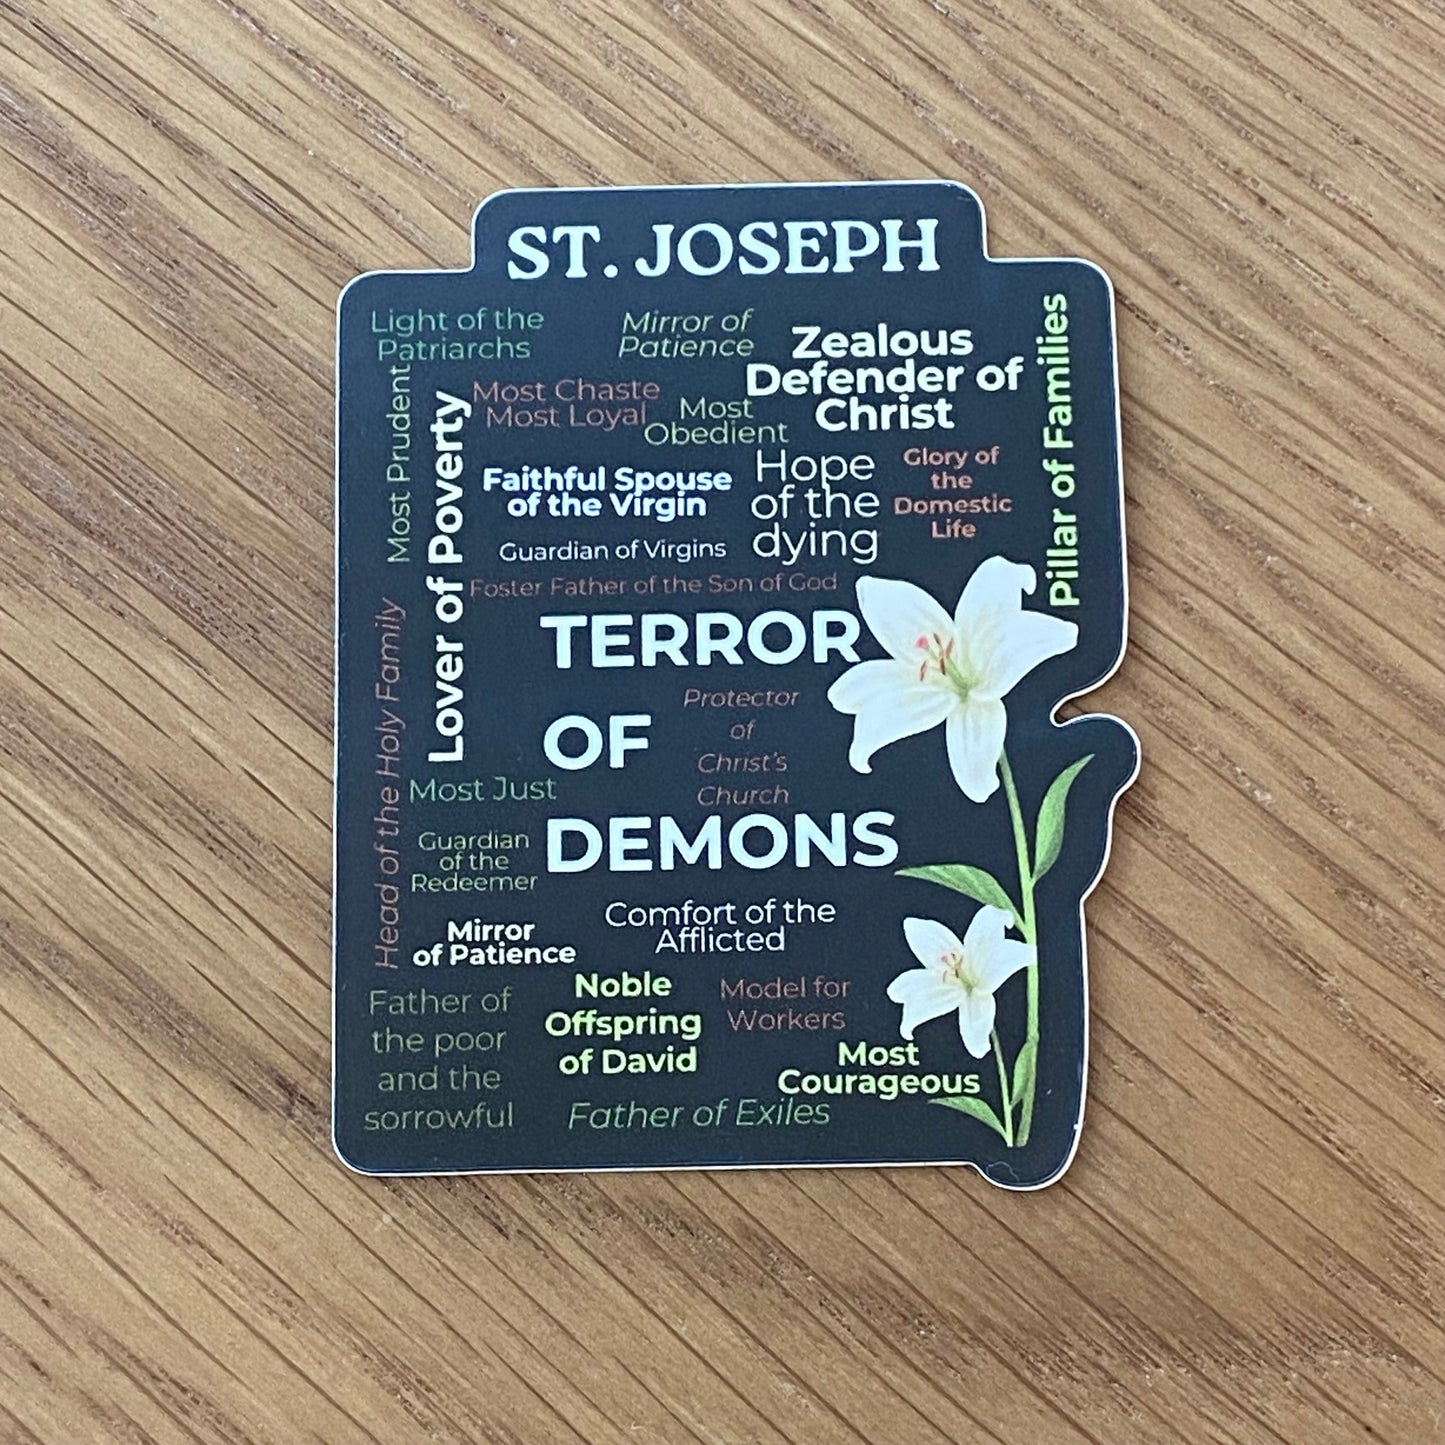 ST. JOSEPH
Light of the
Patriarchs
Mirror of
Patience
Zealous
Defender of
Christ
Pillar of Families
Most Prudent
Lover of Poverty
Most Chaste
Most Loyal
Most
Obedient
Faithful Spouse
of the Virgin
Hope
of the
dying
Glory of
the
Domestic
Life
Guardian of Virgins
Foster Father of the Son of God
Head of the Holy Family
TERROR
OF
DEMONS
Protector
of
Christ's
Church
Most Just
Guardian
of the
Redeemer
Mirror
of Patience
Comfort of the
Afflicted
Father of
the poor
and the
sorrowful
Noble
Offspring
of David
Model for
Workers
Most
Courageous
Father of Exiles